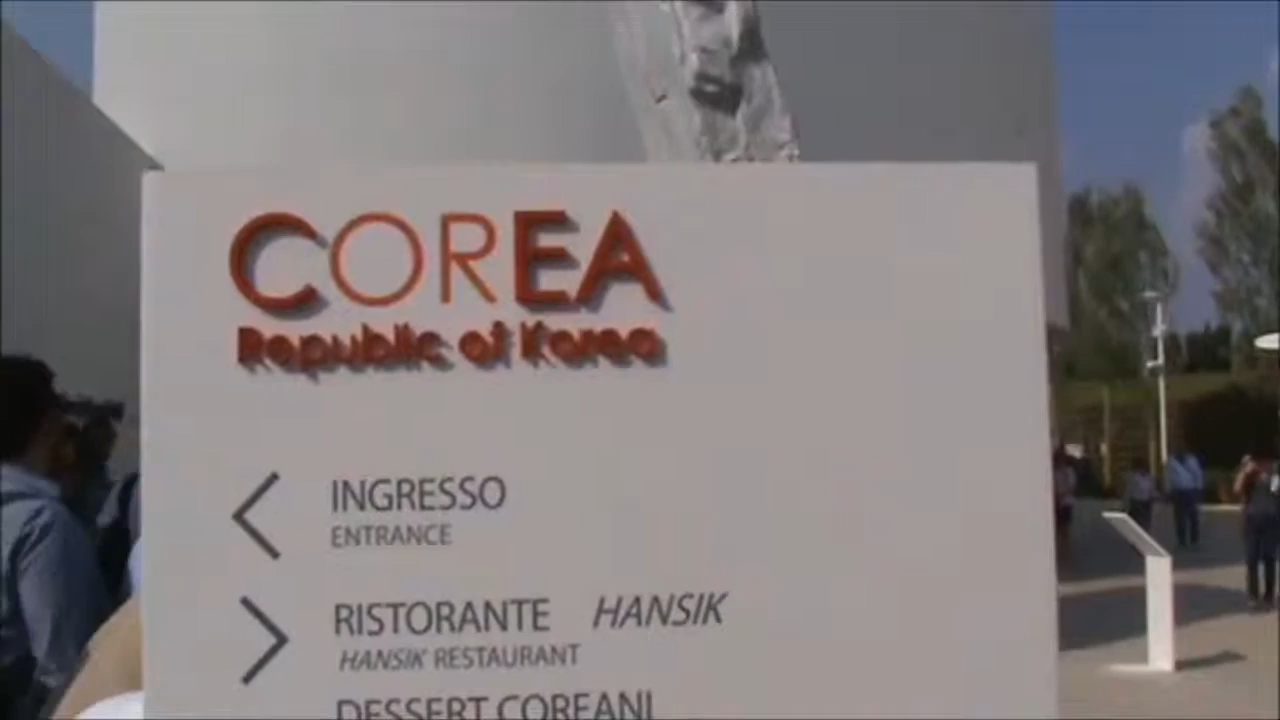 COREA
Republic of Korea
INGRESSO
ENTRANCE
RISTORANTE HANSIK
HANSIK RESTAURANT
DESSERT COREANI